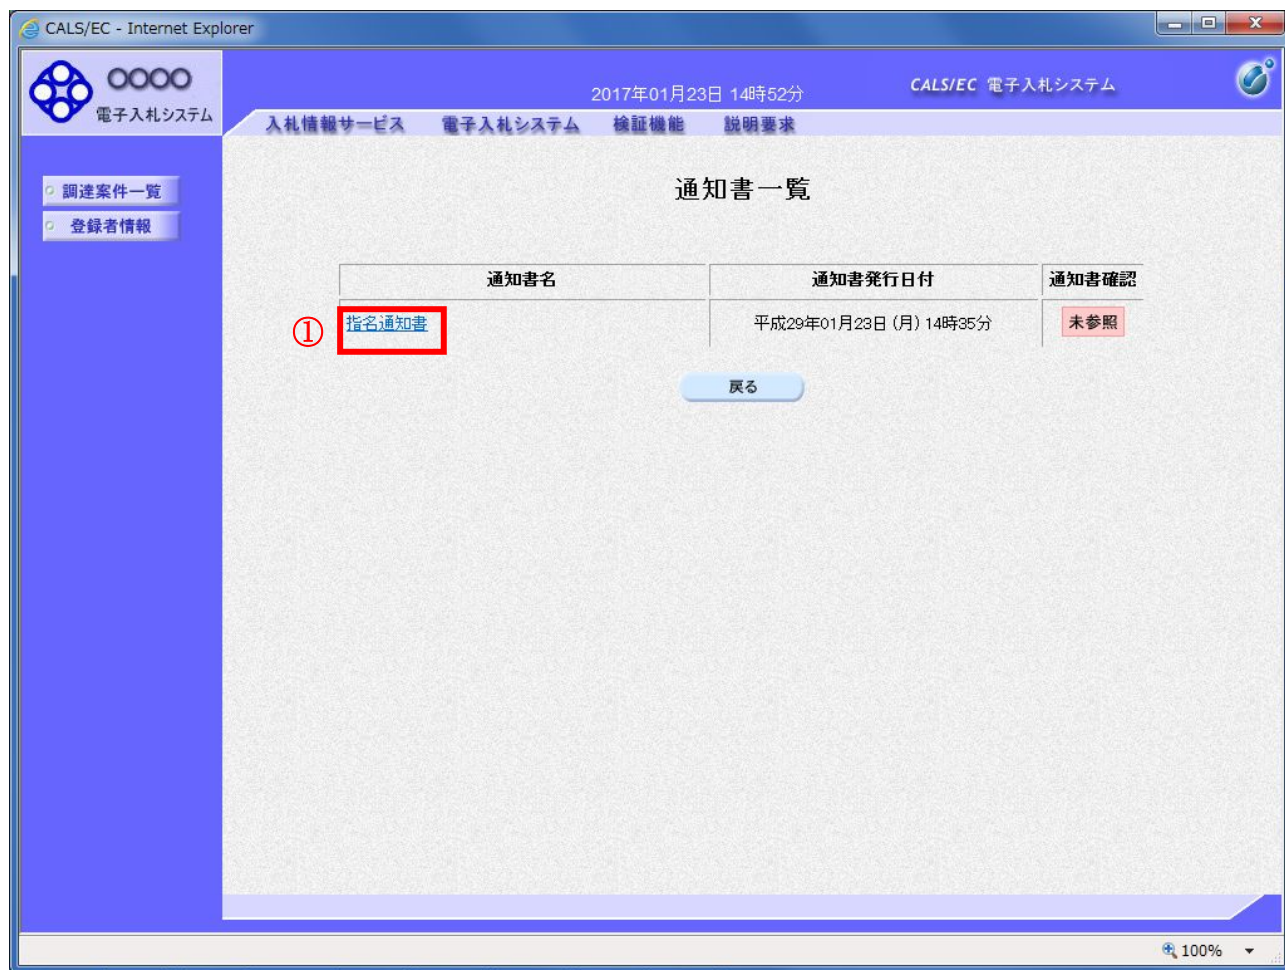 CALS/EC - Internet Explorer
〇〇〇〇
電子入札システム
2017年01月23日 14時52分
CALS/EC 電子入札システム
入札情報サービス 電子入札システム 検証機能 説明要求
調達案件一覧
登録者情報
通知書一覧
通知書名 通知書発行日付 通知書確認
① 指名通知書 平成29年01月23日 (月) 14時35分 未参照
戻る
100%